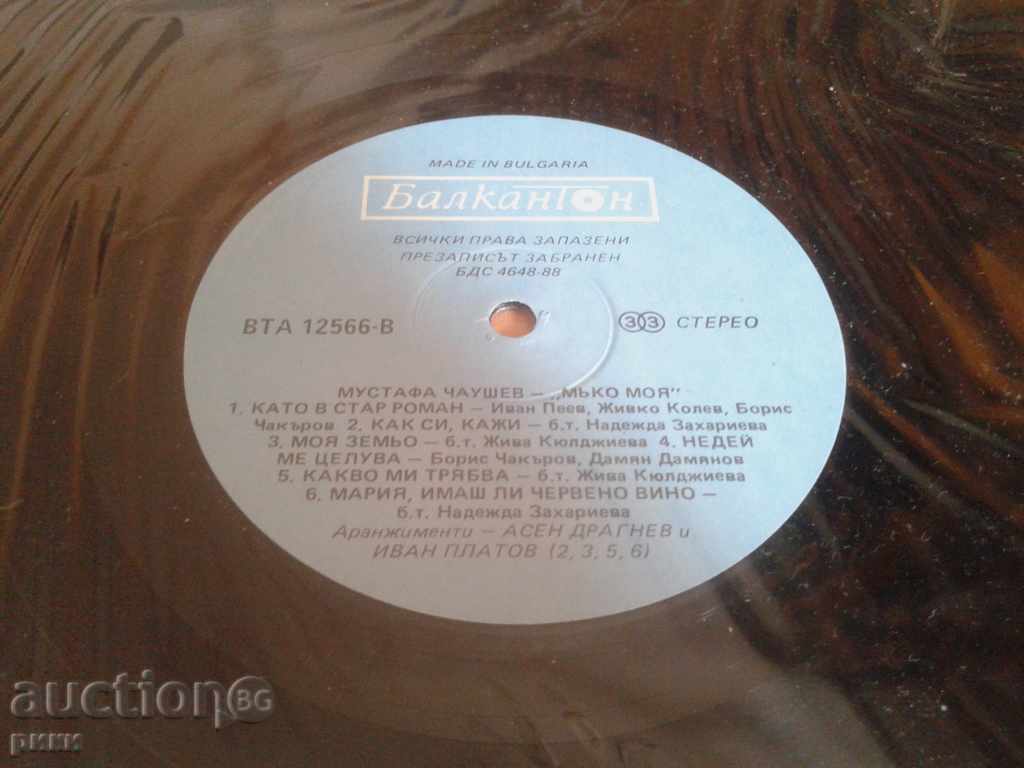 MADE IN BULGARIA
Балкантон
ВСИЧКИ ПРАВА ЗАПАЗЕНИ
ПРЕЗАПИСЪТ ЗАБРАНЕН
БДС 4648-88
ВТА 12566-В
33 СТЕРЕО
МУСТАФА ЧАУШЕВ – „МЪКО МОЯ"
1. КАТО В СТАР РОМАН – Иван Пеев, Живко Колев, Борис
Чакъров 2. КАК СИ, КАЖИ – б.т. Надежда Захариева
3. МОЯ ЗЕМЬО – б.т. Жива Кюлджиева 4. НЕДЕЙ
МЕ ЦЕЛУВА – Борис Чакъров, Дамян Дамянов
5. КАКВО МИ ТРЯБВА – б.т. Жива Кюлджиева
6. МАРИЯ, ИМАШ ЛИ ЧЕРВЕНО ВИНО –
б.т. Надежда Захариева
Аранжименти – АСЕН ДРАГНЕВ и
ИВАН ПЛАТОВ (2, 3, 5, 6)
auction BG
рики